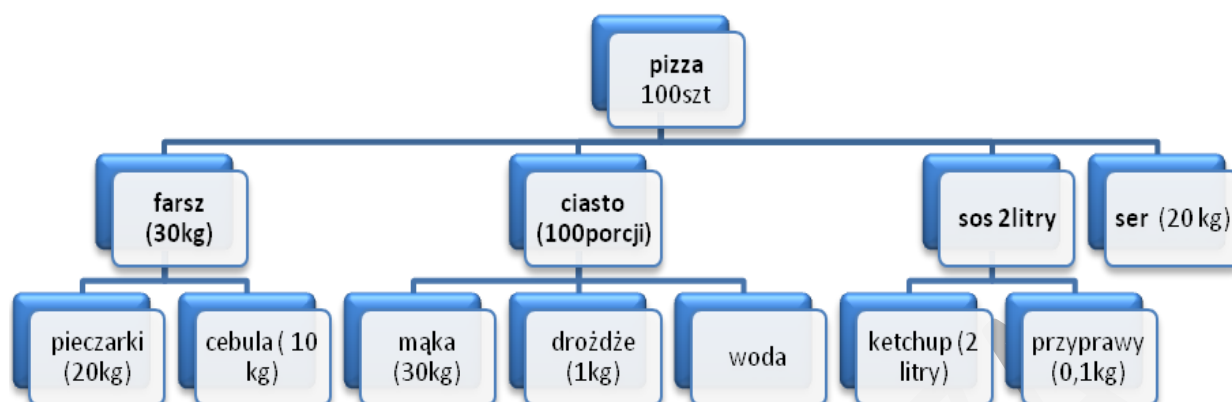 pizza
100szt
farsz
(30kg)
ciasto
(100porcji)
sos 2litry
ser (20 kg)
pieczarki
(20kg)
cebula ( 10
kg)
mąka
(30kg)
drożdże
(1kg)
woda
ketchup (2
litry)
przyprawy
(0,1kg)